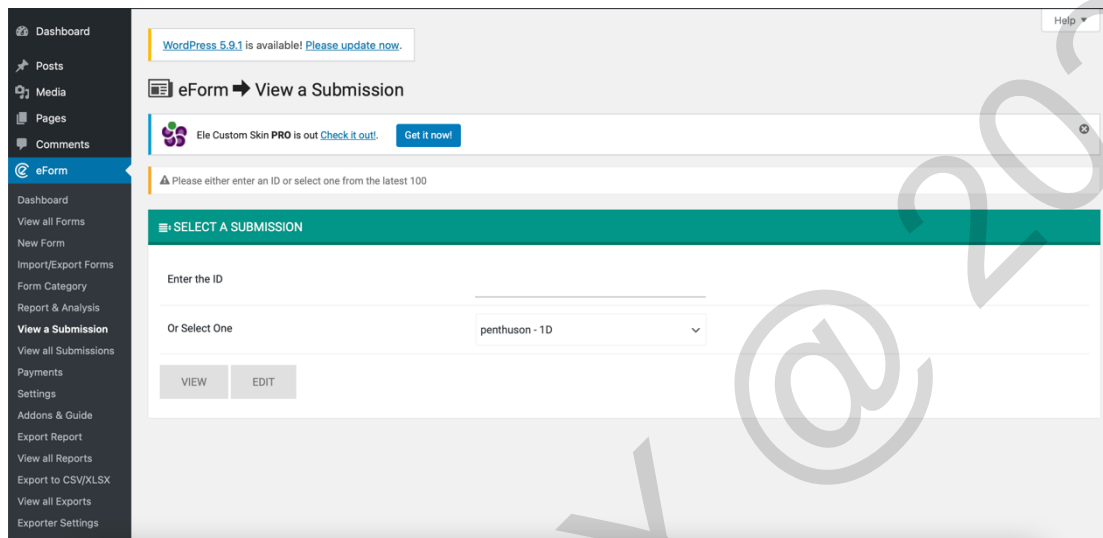 Dashboard
Posts
Media
Pages
Comments
eForm
Dashboard
View all Forms
New Form
Import/Export Forms
Form Category
Report & Analysis
View a Submission
View all Submissions
Payments
Settings
Addons & Guide
Export Report
View all Reports
Export to CSV/XLSX
View all Exports
Exporter Settings
Help
WordPress 5.9.1 is available! Please update now.
eForm View a Submission
Ele Custom Skin PRO is out Check it out!. Get it now!
Please either enter an ID or select one from the latest 100
SELECT A SUBMISSION
Enter the ID
Or Select One penthuson - 1D
VIEW EDIT